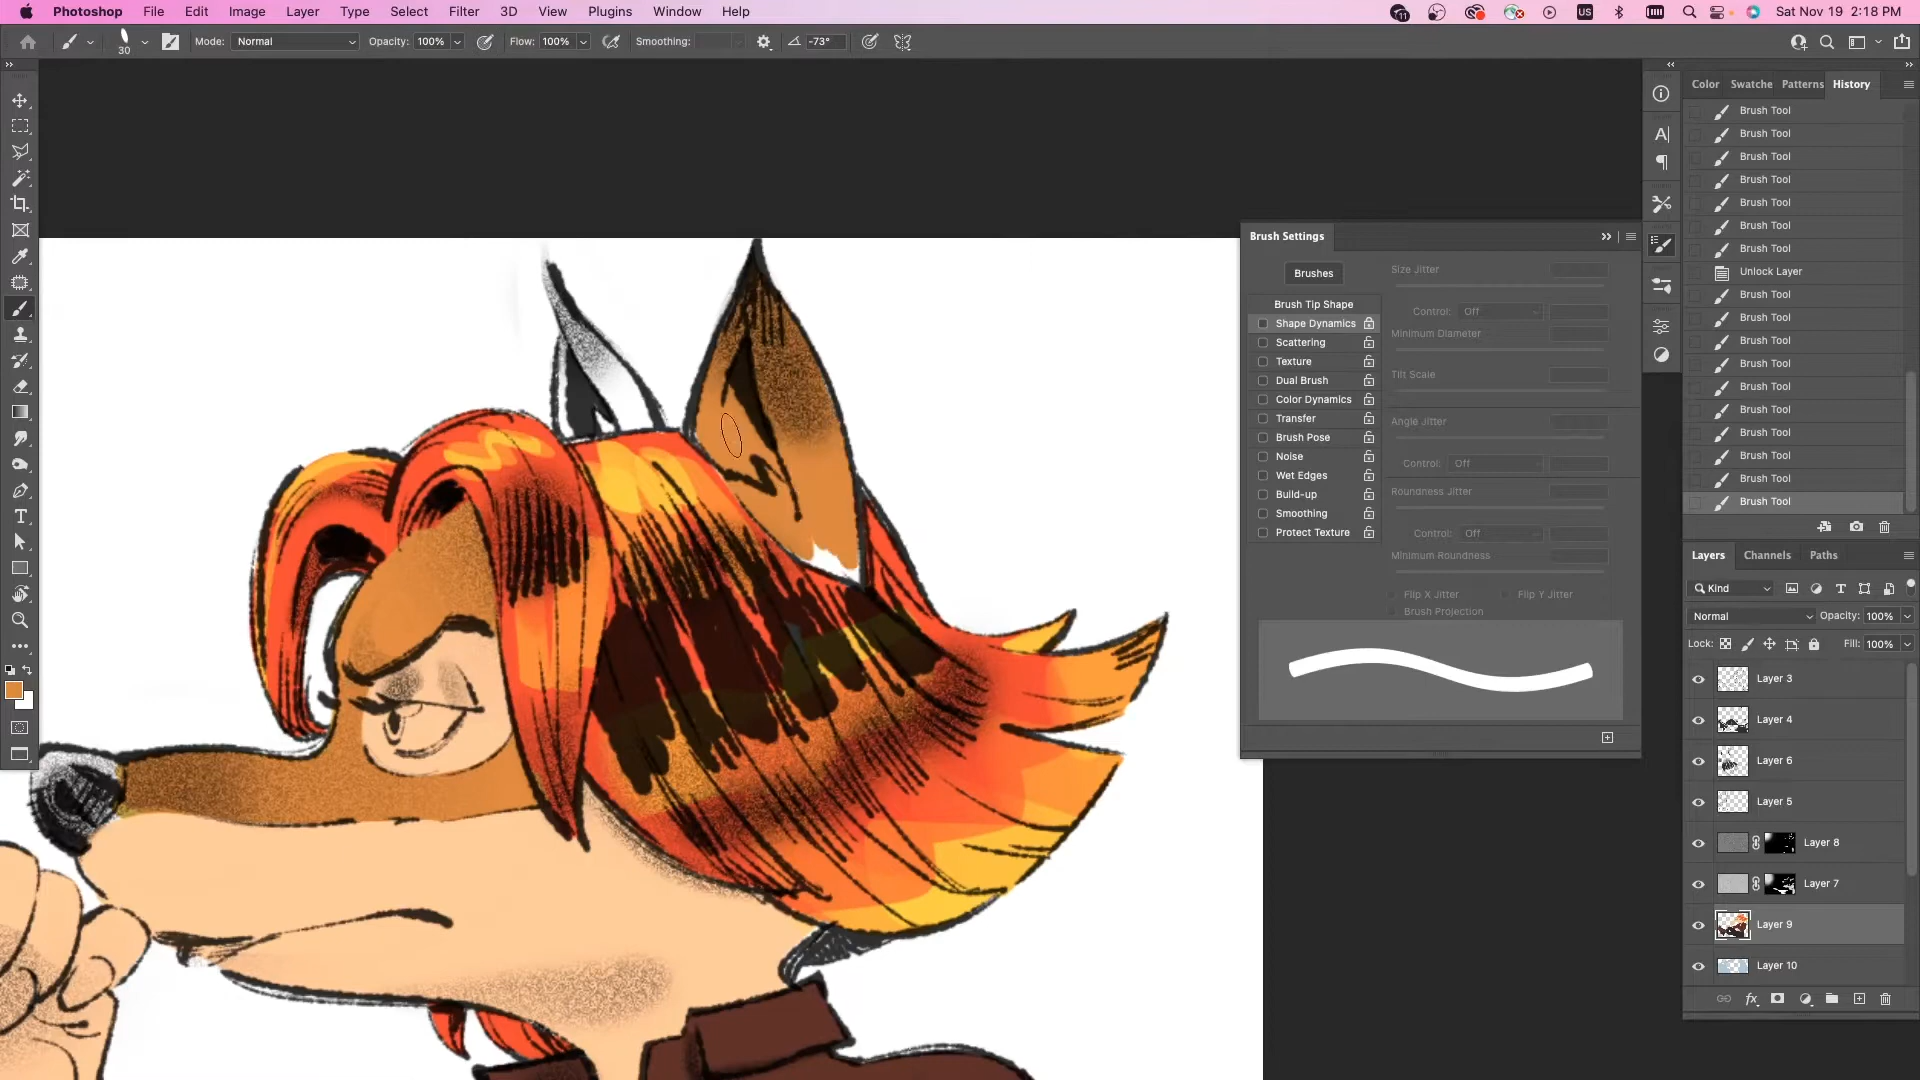 Photoshop File Edit Image Layer Type Select Filter 3D View Plugins Window Help
11 US Sat Nov 19 2:18 PM
30 Mode: Normal Opacity: 100% Flow: 100% Smoothing: -73°
Color Swatche Patterns History
Brush Tool
Brush Tool
Brush Tool
Brush Tool
Brush Tool
Brush Tool
Brush Tool
Unlock Layer
Brush Tool
Brush Tool
Brush Tool
Brush Tool
Brush Tool
Brush Tool
Brush Tool
Brush Tool
Brush Tool
Brush Tool
Brush Settings
Brushes
Brush Tip Shape
Shape Dynamics
Scattering
Texture
Dual Brush
Color Dynamics
Transfer
Brush Pose
Noise
Wet Edges
Build-up
Smoothing
Protect Texture
Size Jitter
Control: Off
Minimum Diameter
Tilt Scale
Angle Jitter
Control: Off
Roundness Jitter
Control: Off
Minimum Roundness
Flip X Jitter Flip Y Jitter
Brush Projection
Layers Channels Paths
Kind
Normal Opacity: 100%
Lock: Fill: 100%
Layer 3
Layer 4
Layer 6
Layer 5
Layer 8
Layer 7
Layer 9
Layer 10
fx